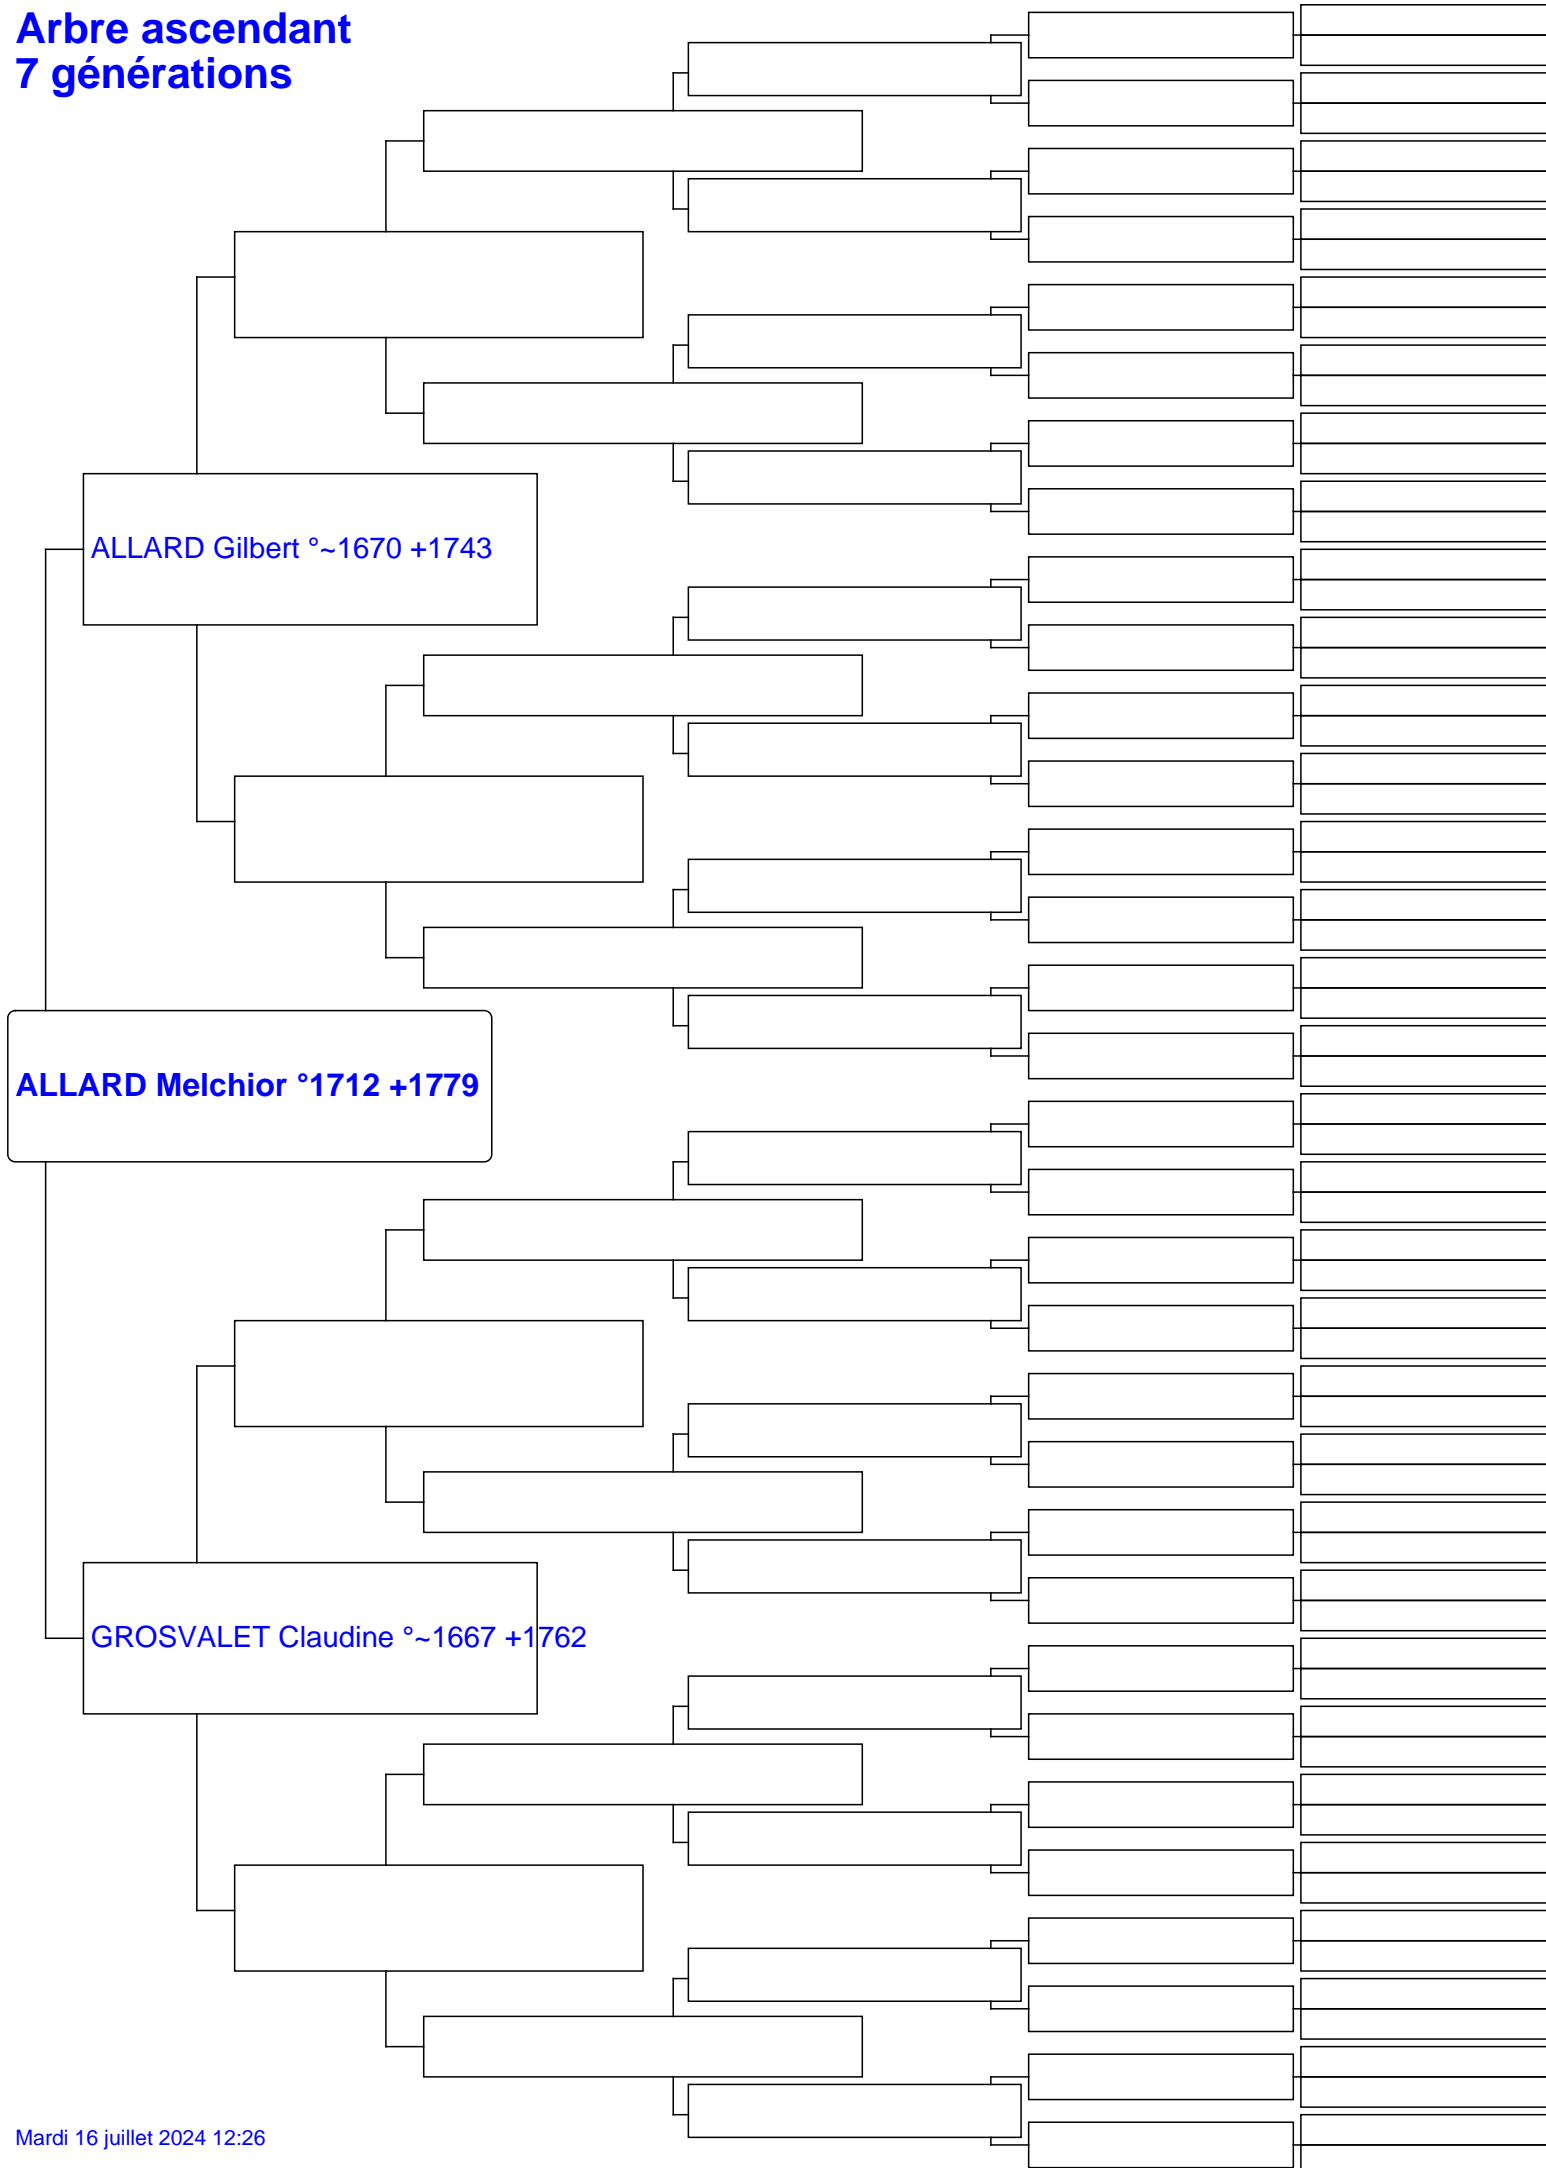 Arbre ascendant
7 générations
ALLARD Gilbert °~1670 +1743
ALLARD Melchior °1712 +1779
GROSVALET Claudine °~1667 +1762
Mardi 16 juillet 2024 12:26